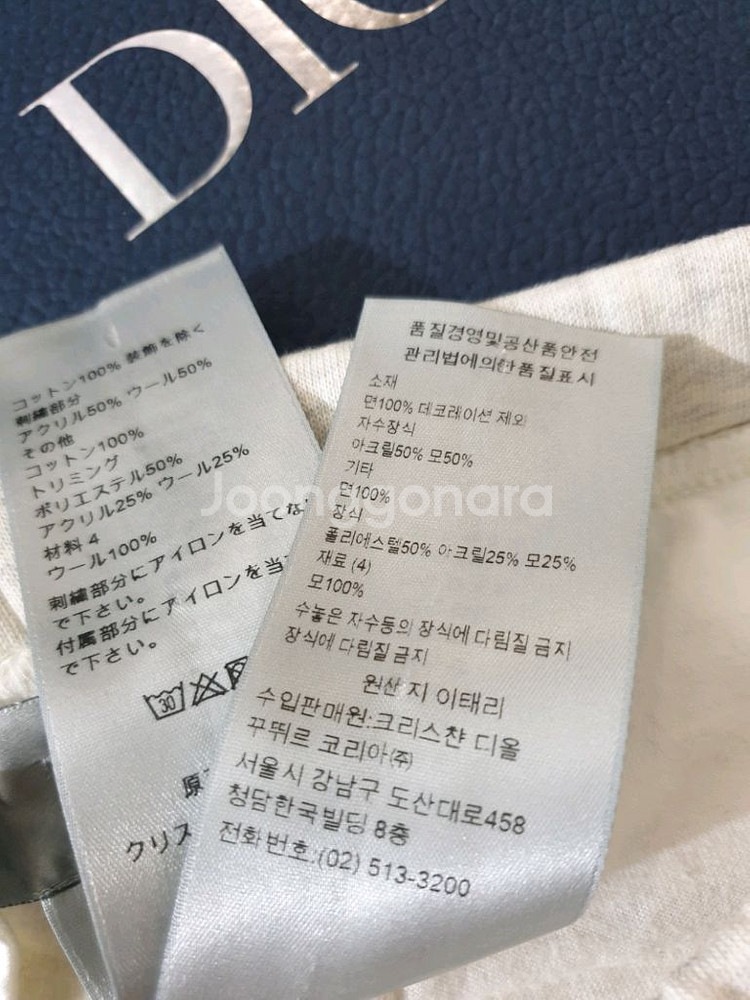 DIO
コットン100% 装飾を除く
刺繍部分
アクリル50% ウール50%
その他
コットン100%
トリミング
ポリエステル50%
アクリル25% ウール25%
材料 4
ウール100%
刺繍部分にアイロンを当てな
で下さい。
付属部分にアイロンを当
で下さい。
30
原
クリス
품질경영및공산품안전
관리법에의한품질표시
소재
면100% 데코레이션 제외
자수장식
아크릴50% 모50%
기타
면100%
장식
폴리에스텔50% 아크릴25% 모25%
재료 (4)
모100%
수놓은 자수등의 장식에 다림질 금지
장식에 다림질 금지
원산 지 이태리
수입판매원:크리스챤 디올
꾸뛰르 코리아(주)
서울시 강남구 도산대로458
청담한국빌딩 8층
전화번호:(02) 513-3200
Joonggonara